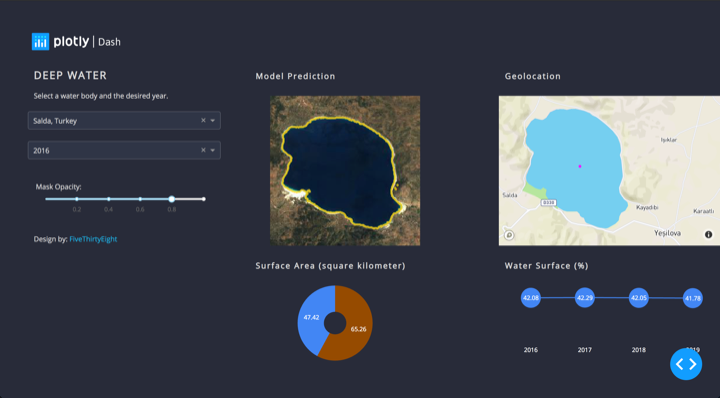 plotly | Dash
DEEP WATER
Select a water body and the desired year.
Salda, Turkey
2016
Mask Opacity:
0.2 0.4 0.6 0.8
Design by: FiveThirtyEight
Model Prediction
Geolocation
Işıklar
Salda
D330
Kayadibi
Karaatlı
Yeşilova
Surface Area (square kilometer)
47.42
65.26
Water Surface (%)
42.08 42.29 42.05 41.78
2016 2017 2018 2019